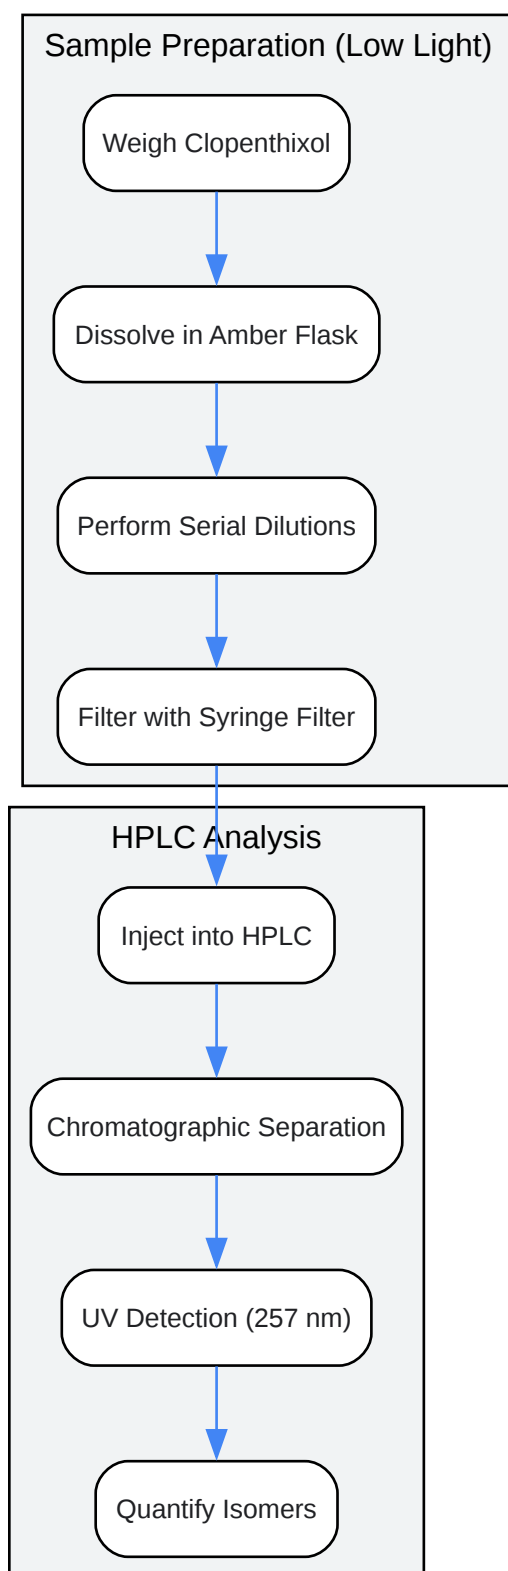 Sample Preparation (Low Light)
Weigh Clopenthixol
Dissolve in Amber Flask
Perform Serial Dilutions
Filter with Syringe Filter
HPLC Analysis
Inject into HPLC
Chromatographic Separation
UV Detection (257 nm)
Quantify Isomers